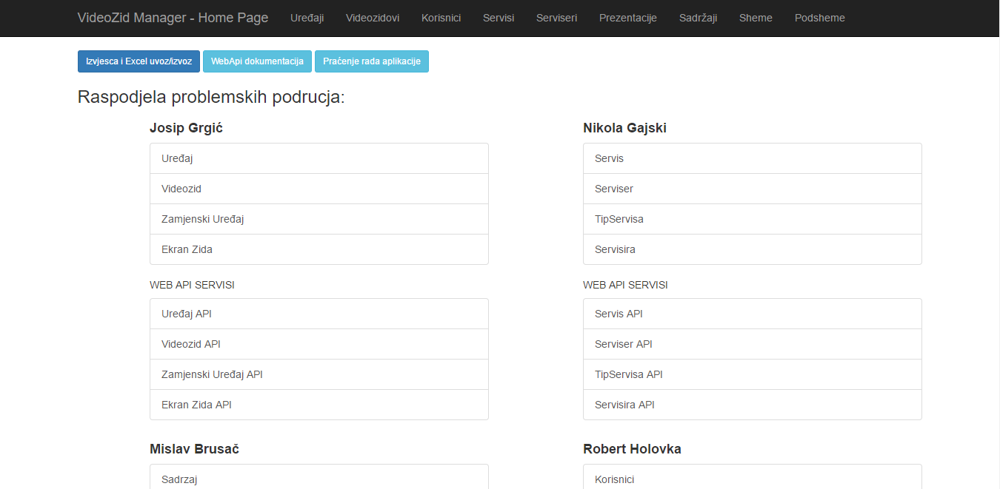 VideoZid Manager - Home Page Uređaji Videozidovi Korisnici Servisi Serviseri Prezentacije Sadržaji Sheme Podsheme
Izvjesca i Excel uvoz/izvoz WebApi dokumentacija Praćenje rada aplikacije
Raspodjela problemskih podrucja:
Josip Grgić
Uređaj
Videozid
Zamjenski Uređaj
Ekran Zida
WEB API SERVISI
Uređaj API
Videozid API
Zamjenski Uređaj API
Ekran Zida API
Nikola Gajski
Servis
Serviser
TipServisa
Servisira
WEB API SERVISI
Servis API
Serviser API
TipServisa API
Servisira API
Mislav Brusač
Sadrzaj
Robert Holovka
Korisnici